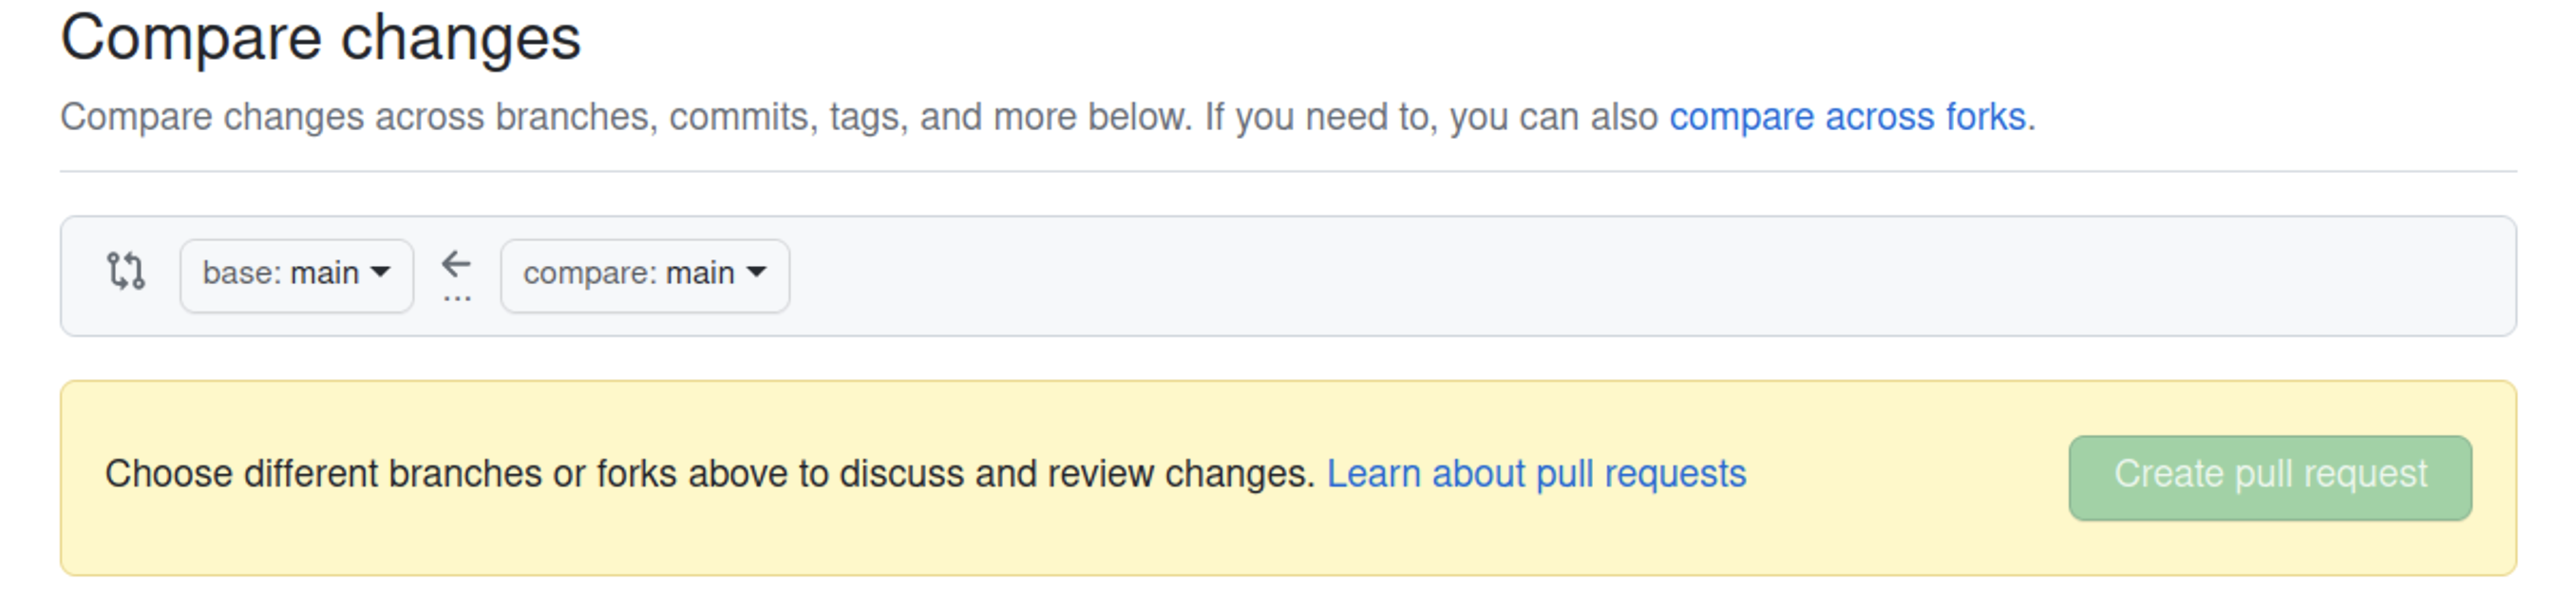 Compare changes
Compare changes across branches, commits, tags, and more below. If you need to, you can also compare across forks.
base: main ... compare: main
Choose different branches or forks above to discuss and review changes. Learn about pull requests Create pull request